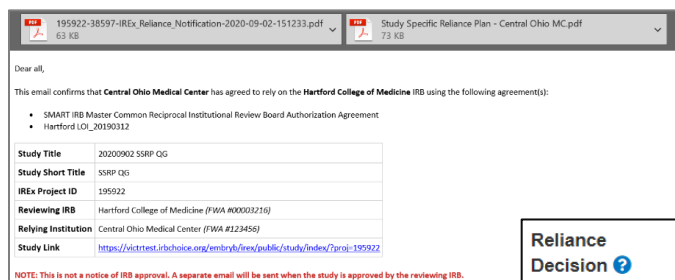 195922-38597-IREx_Reliance_Notification-2020-09-02-151233.pdf
63 KB
Study Specific Reliance Plan - Central Ohio MC.pdf
73 KB
Dear all,
This email confirms that Central Ohio Medical Center has agreed to rely on the Hartford College of Medicine IRB using the following agreement(s):
• SMART IRB Master Common Reciprocal Institutional Review Board Authorization Agreement
• Hartford LOI_20190312
Study Title 20200902 SSRP QG
Study Short Title SSRP QG
IREx Project ID 195922
Reviewing IRB Hartford College of Medicine (FWA #00003216)
Relying Institution Central Ohio Medical Center (FWA #123456)
Study Link https://victrtest.irbchoice.org/embryb/irex/public/study/index/?proj=195922
NOTE: This is not a notice of IRB approval. A separate email will be sent when the study is approved by the reviewing IRB.
Reliance
Decision ?